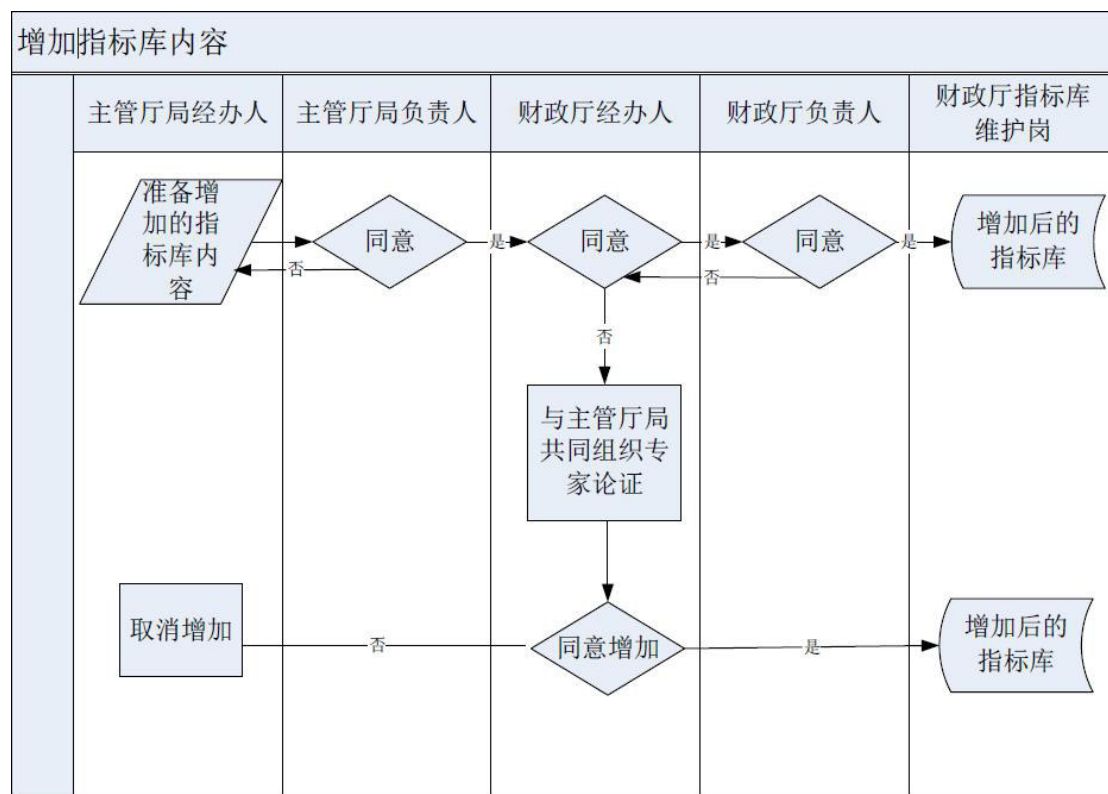 增加指标库内容
主管厅局经办人
主管厅局负责人
财政厅经办人
财政厅负责人
财政厅指标库
维护岗
准备增
加的指
标库内
容
同意
是
同意
是
同意
是
增加后的
指标库
否
否
否
与主管厅局
共同组织专
家论证
取消增加
否
同意增加
是
增加后的
指标库